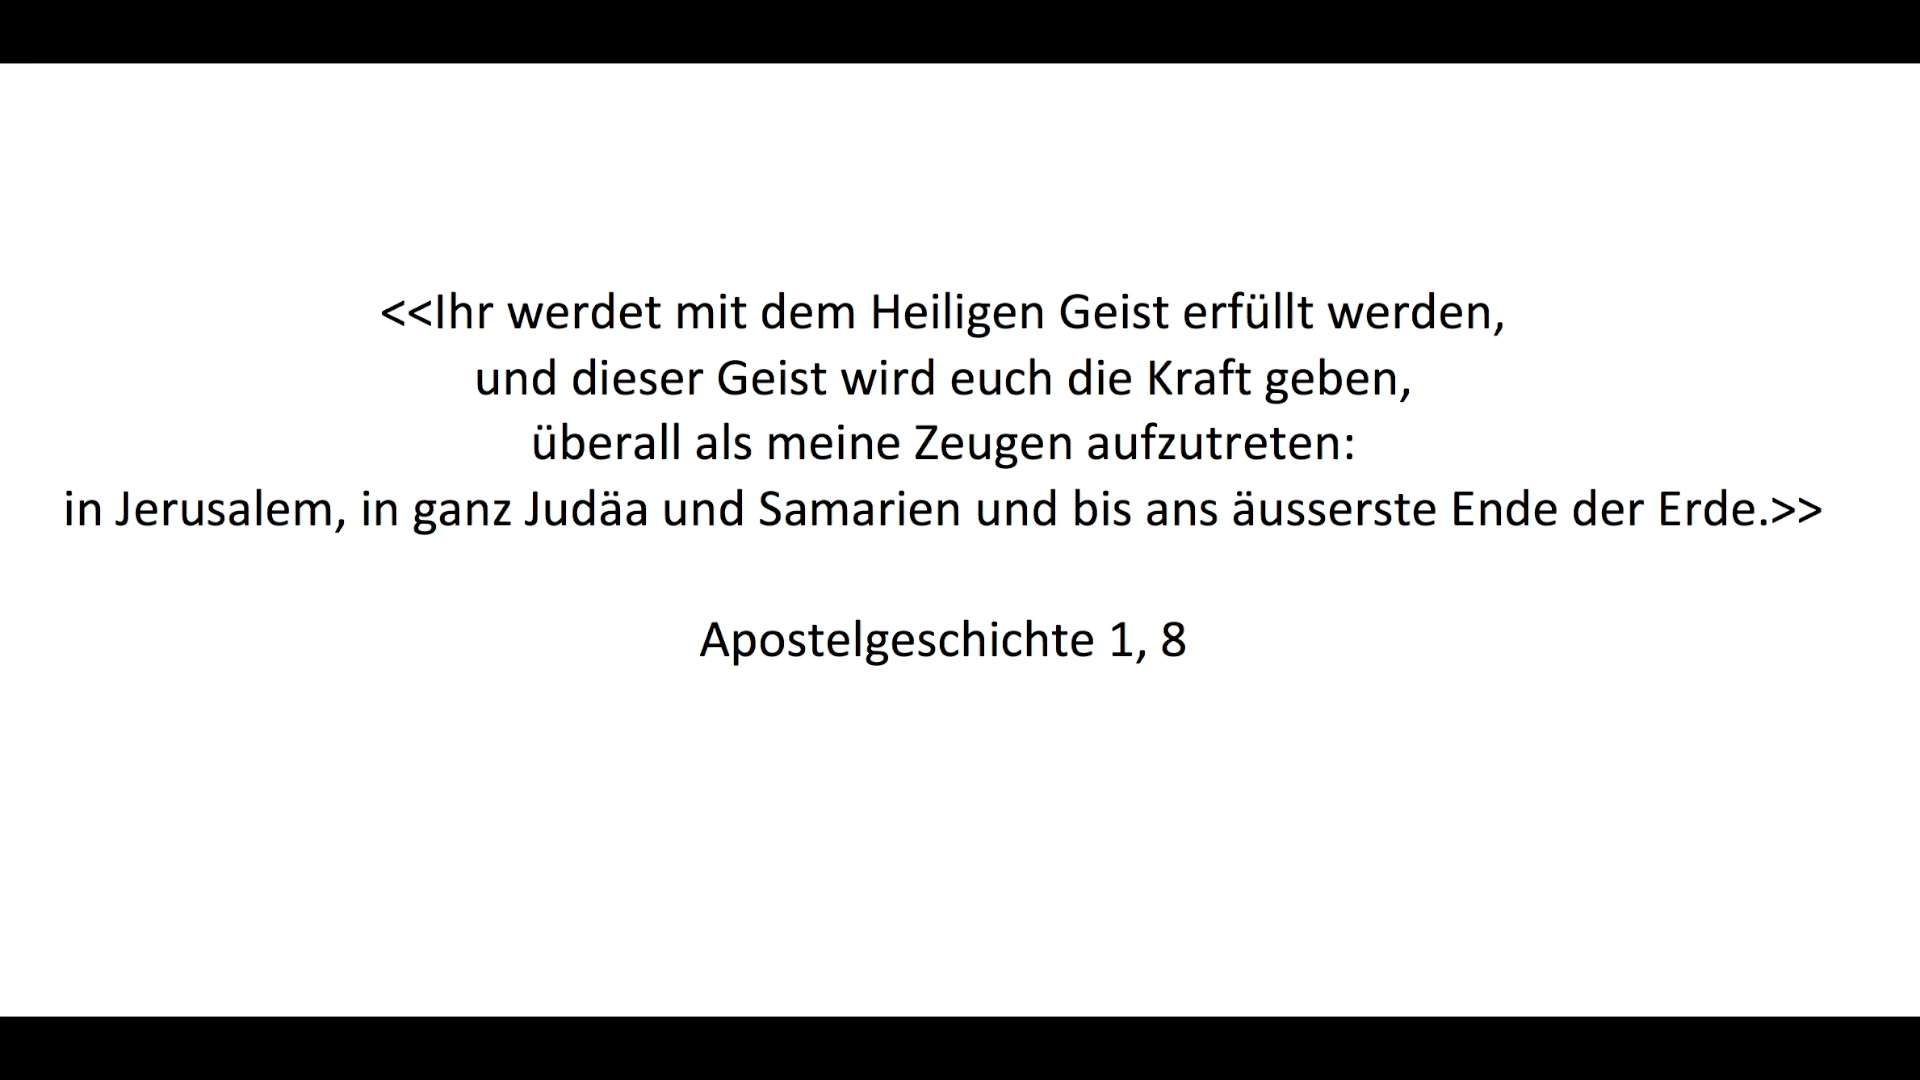 <<Ihr werdet mit dem Heiligen Geist erfüllt werden,
und dieser Geist wird euch die Kraft geben,
überall als meine Zeugen aufzutreten:
in Jerusalem, in ganz Judäa und Samarien und bis ans äusserste Ende der Erde.>>
Apostelgeschichte 1, 8